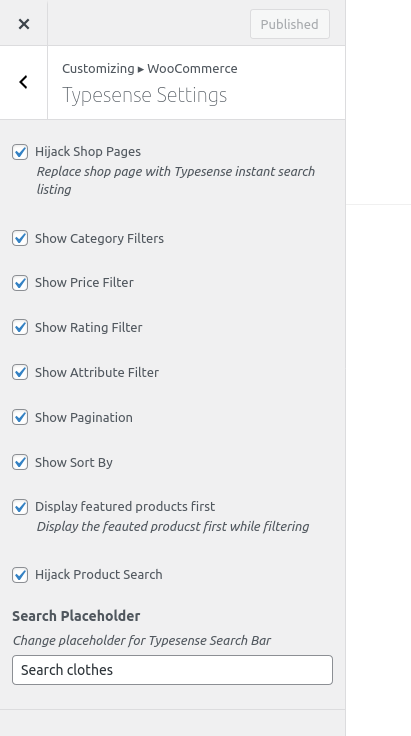 Published
Customizing ▸ WooCommerce
Typesense Settings
Hijack Shop Pages
Replace shop page with Typesense instant search
listing
Show Category Filters
Show Price Filter
Show Rating Filter
Show Attribute Filter
Show Pagination
Show Sort By
Display featured products first
Display the feauted producst first while filtering
Hijack Product Search
Search Placeholder
Change placeholder for Typesense Search Bar
Search clothes